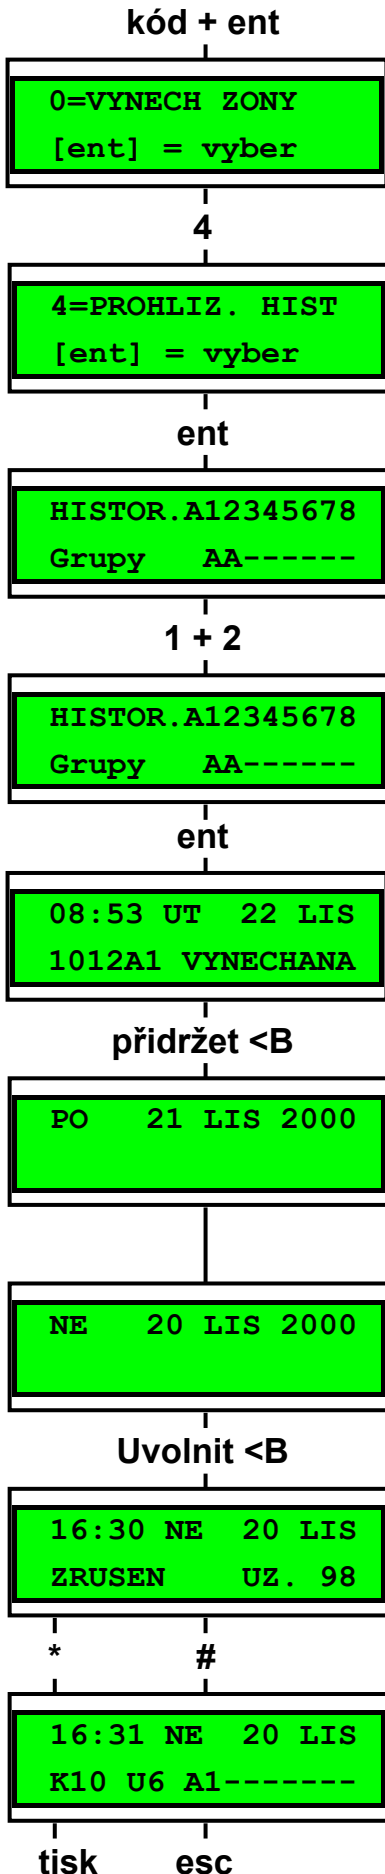 kód + ent
0=VYNECH ZONY
[ent] = vyber
4
4=PROHLIZ. HIST
[ent] = vyber
ent
HISTOR.A12345678
Grupy AA------
1 + 2
HISTOR.A12345678
Grupy AA------
ent
08:53 UT 22 LIS
1012A1 VYNECHANA
přidržet <B
PO 21 LIS 2000
NE 20 LIS 2000
Uvolnit <B
16:30 NE 20 LIS
ZRUSEN UZ. 98
* #
16:31 NE 20 LIS
K10 U6 A1-------
tisk esc